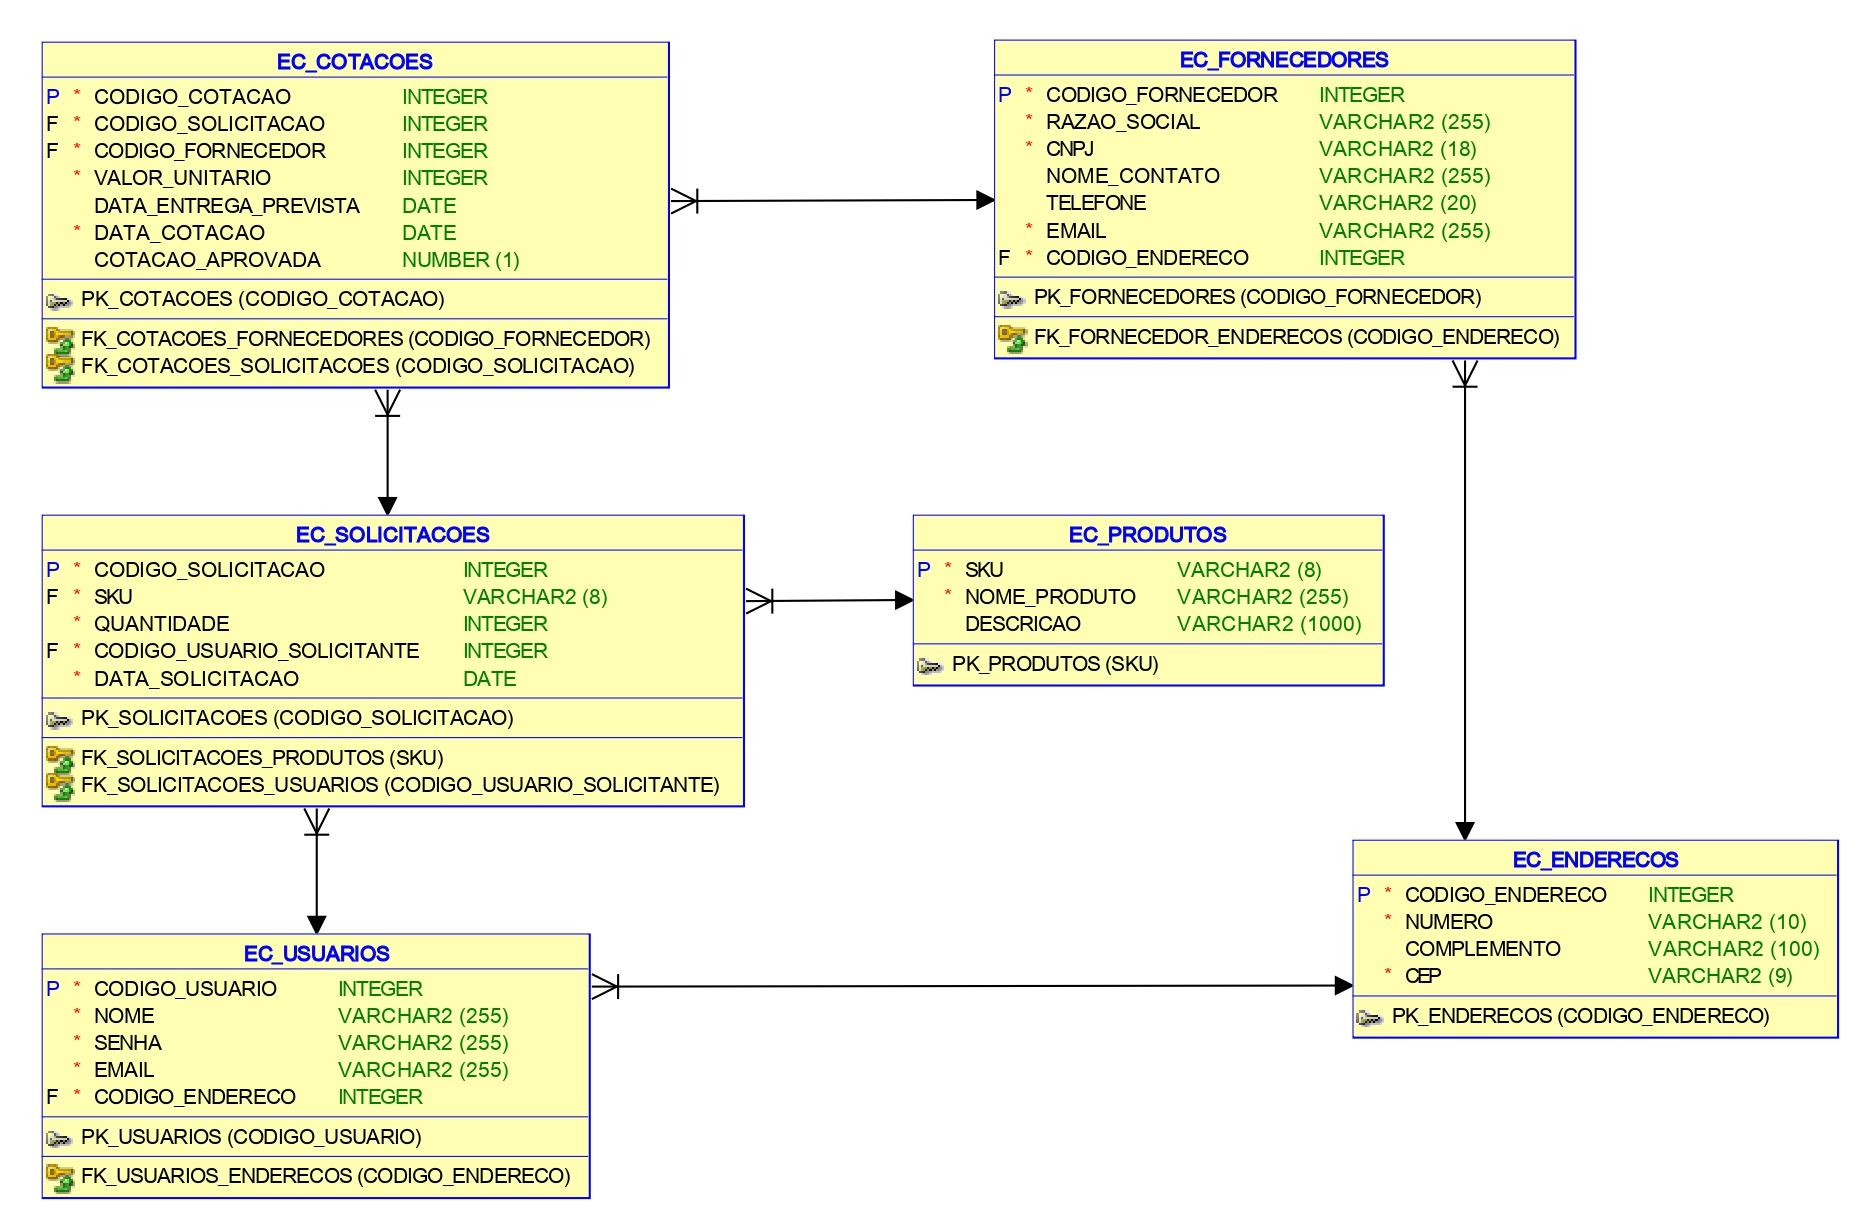 EC_COTACOES
P * CODIGO_COTACAO INTEGER
F * CODIGO_SOLICITACAO INTEGER
F * CODIGO_FORNECEDOR INTEGER
* VALOR_UNITARIO INTEGER
DATA_ENTREGA_PREVISTA DATE
* DATA_COTACAO DATE
COTACAO_APROVADA NUMBER (1)
PK_COTACOES (CODIGO_COTACAO)
FK_COTACOES_FORNECEDORES (CODIGO_FORNECEDOR)
FK_COTACOES_SOLICITACOES (CODIGO_SOLICITACAO)
EC_FORNECEDORES
P * CODIGO_FORNECEDOR INTEGER
* RAZAO_SOCIAL VARCHAR2 (255)
* CNPJ VARCHAR2 (18)
NOME_CONTATO VARCHAR2 (255)
TELEFONE VARCHAR2 (20)
* EMAIL VARCHAR2 (255)
F * CODIGO_ENDERECO INTEGER
PK_FORNECEDORES (CODIGO_FORNECEDOR)
FK_FORNECEDOR_ENDERECOS (CODIGO_ENDERECO)
EC_SOLICITACOES
P * CODIGO_SOLICITACAO INTEGER
F * SKU VARCHAR2 (8)
* QUANTIDADE INTEGER
F * CODIGO_USUARIO_SOLICITANTE INTEGER
* DATA_SOLICITACAO DATE
PK_SOLICITACOES (CODIGO_SOLICITACAO)
FK_SOLICITACOES_PRODUTOS (SKU)
FK_SOLICITACOES_USUARIOS (CODIGO_USUARIO_SOLICITANTE)
EC_PRODUTOS
P * SKU VARCHAR2 (8)
* NOME_PRODUTO VARCHAR2 (255)
DESCRICAO VARCHAR2 (1000)
PK_PRODUTOS (SKU)
EC_USUARIOS
P * CODIGO_USUARIO INTEGER
* NOME VARCHAR2 (255)
* SENHA VARCHAR2 (255)
* EMAIL VARCHAR2 (255)
F * CODIGO_ENDERECO INTEGER
PK_USUARIOS (CODIGO_USUARIO)
FK_USUARIOS_ENDERECOS (CODIGO_ENDERECO)
EC_ENDERECOS
P * CODIGO_ENDERECO INTEGER
* NUMERO VARCHAR2 (10)
COMPLEMENTO VARCHAR2 (100)
* CEP VARCHAR2 (9)
PK_ENDERECOS (CODIGO_ENDERECO)